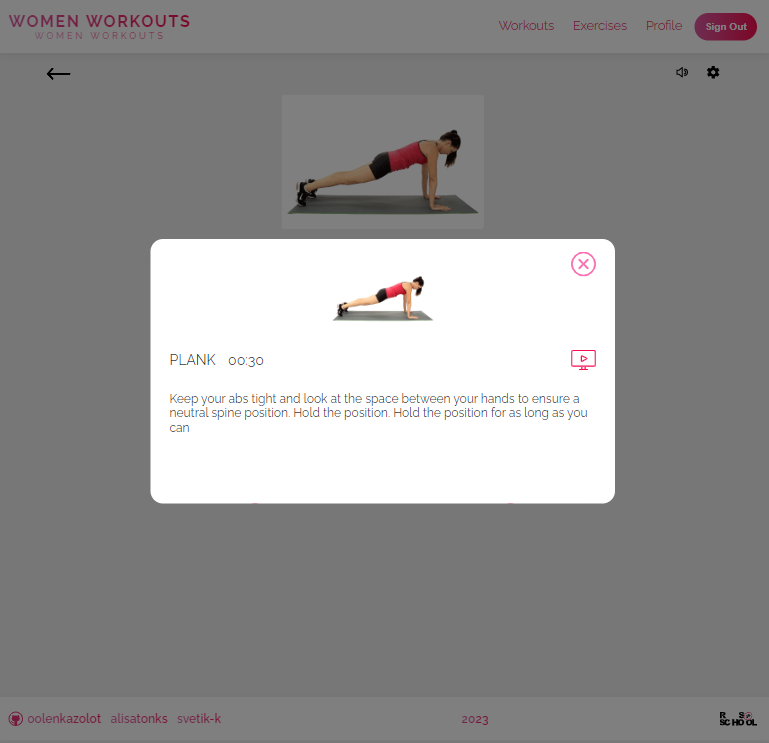 WOMEN WORKOUTS
WOMEN WORKOUTS
Workouts Exercises Profile Sign Out
PLANK 00:30
Keep your abs tight and look at the space between your hands to ensure a
neutral spine position. Hold the position. Hold the position for as long as you
can
oolenkazolot alisatonks svetik-k 2023
RS
SCHOOL